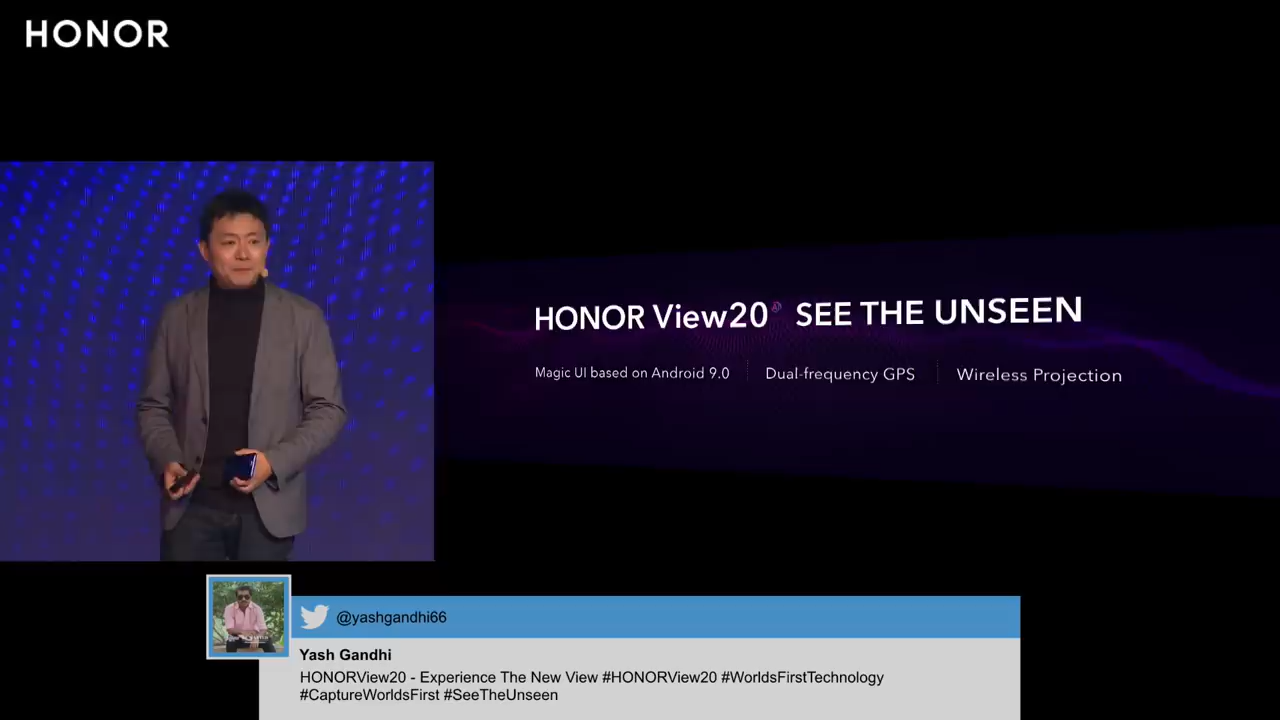 HONOR
HONOR View20 SEE THE UNSEEN
Magic UI based on Android 9.0 Dual-frequency GPS Wireless Projection
@yashgandhi66
Yash Gandhi
HONORView20 - Experience The New View #HONORView20 #WorldsFirstTechnology
#CaptureWorldsFirst #SeeTheUnseen